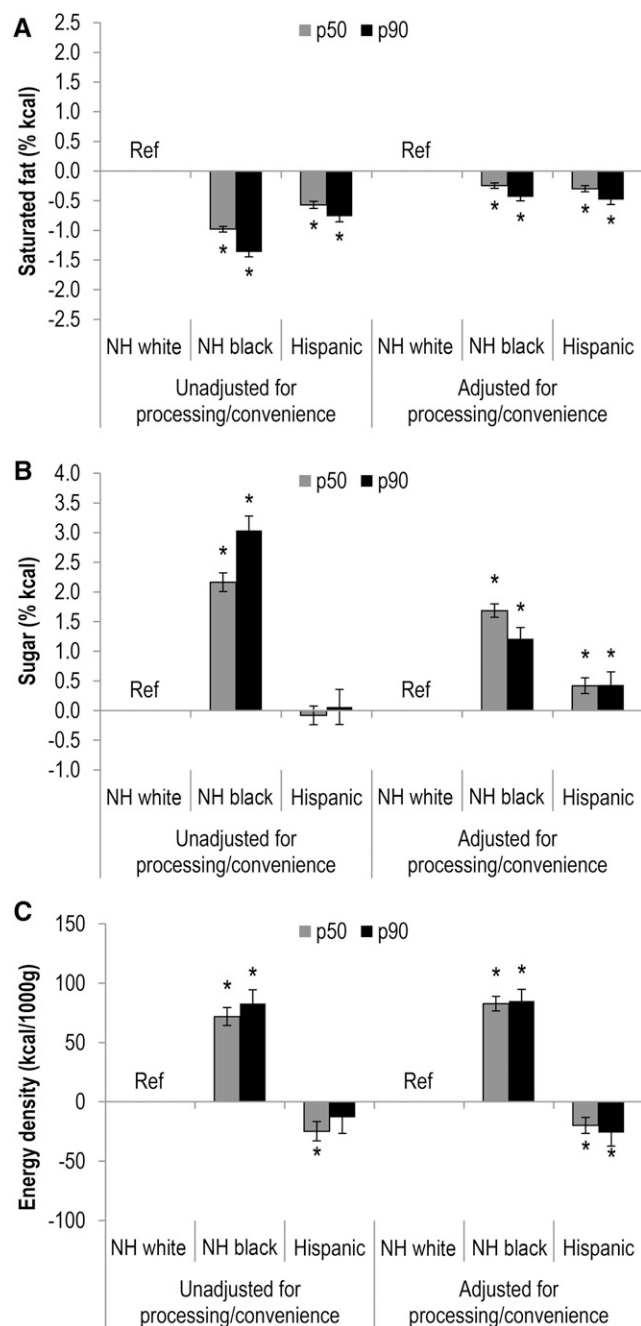 A
p50 p90
Saturated fat (% kcal)
2.5
2.0
1.5
1.0
0.5
0.0
-0.5
-1.0
-1.5
-2.0
-2.5
Ref Ref
* * * * * * * *
NH white NH black Hispanic NH white NH black Hispanic
Unadjusted for processing/convenience
Adjusted for processing/convenience
B
p50 p90
Sugar (% kcal)
4.0
3.5
3.0
2.5
2.0
1.5
1.0
0.5
0.0
-0.5
-1.0
Ref Ref
* * * * * *
NH white NH black Hispanic NH white NH black Hispanic
Unadjusted for processing/convenience
Adjusted for processing/convenience
C
p50 p90
Energy density (kcal/1000g)
150
100
50
0
-50
-100
Ref Ref
* * * * * * *
NH white NH black Hispanic NH white NH black Hispanic
Unadjusted for processing/convenience
Adjusted for processing/convenience